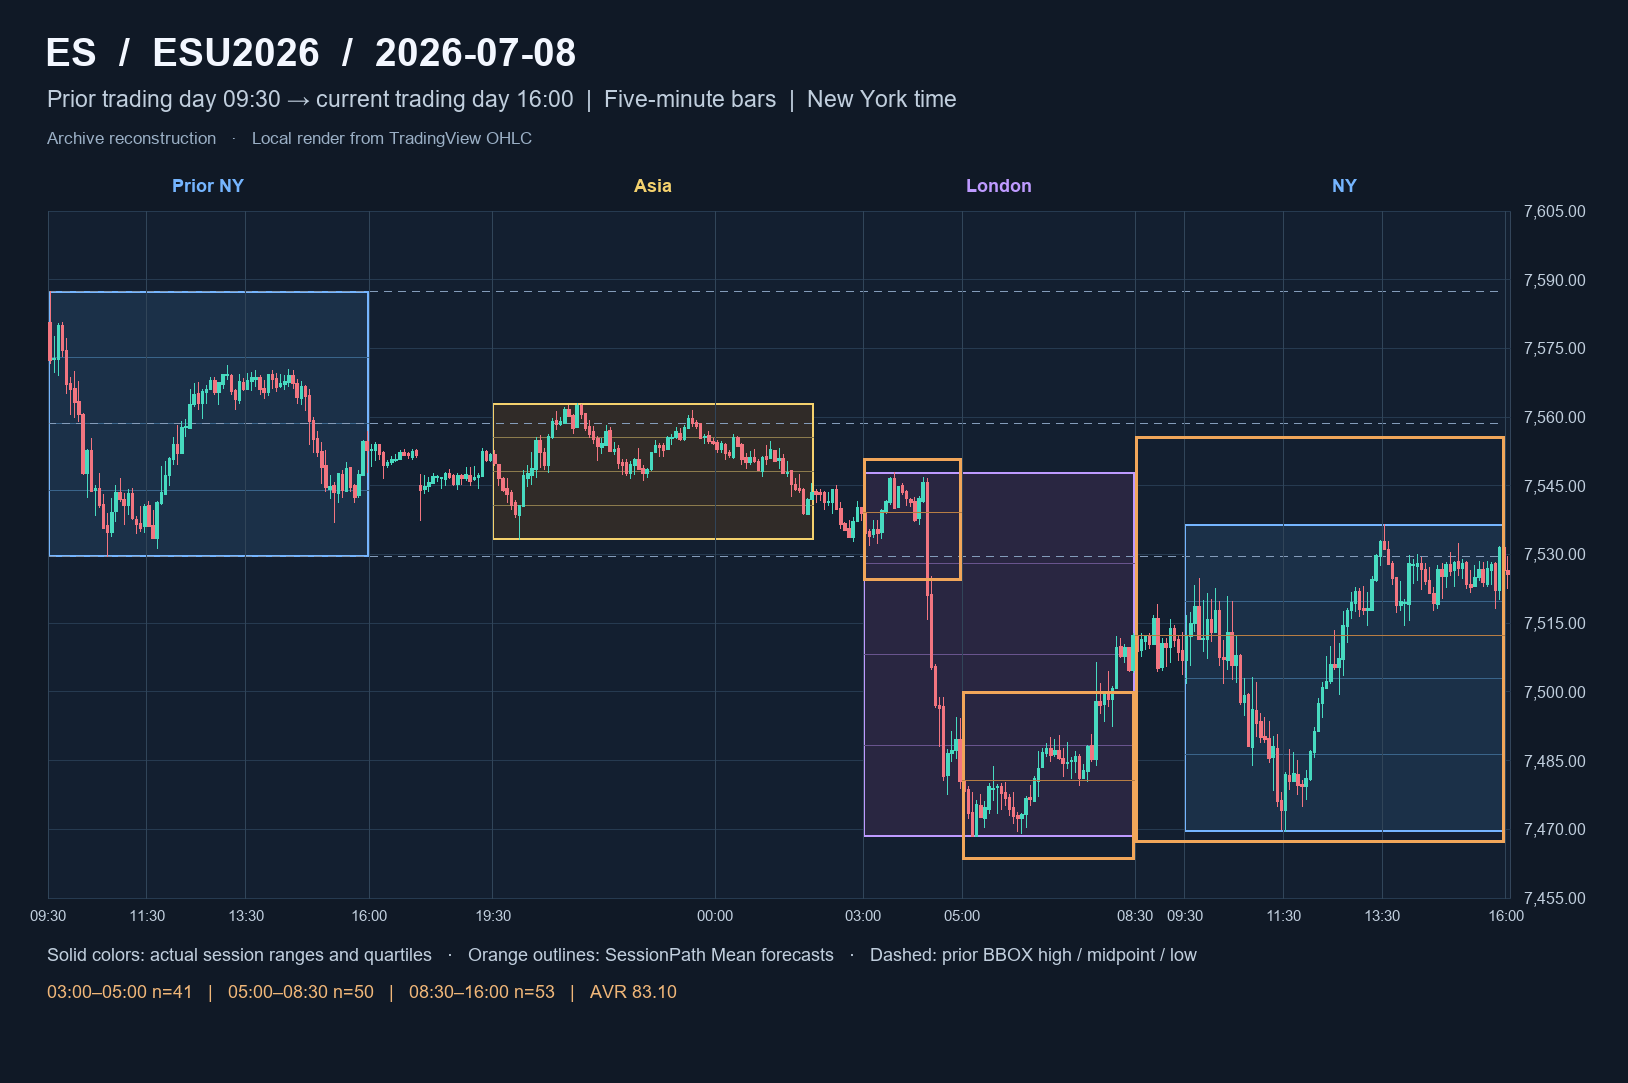 ES / ESU2026 / 2026-07-08
Prior trading day 09:30 → current trading day 16:00 | Five-minute bars | New York time
Archive reconstruction · Local render from TradingView OHLC
Prior NY Asia London NY
7,605.00
7,590.00
7,575.00
7,560.00
7,545.00
7,530.00
7,515.00
7,500.00
7,485.00
7,470.00
7,455.00
09:30 11:30 13:30 16:00 19:30 00:00 03:00 05:00 08:30 09:30 11:30 13:30 16:00
Solid colors: actual session ranges and quartiles · Orange outlines: SessionPath Mean forecasts · Dashed: prior BBOX high / midpoint / low
03:00–05:00 n=41 | 05:00–08:30 n=50 | 08:30–16:00 n=53 | AVR 83.10